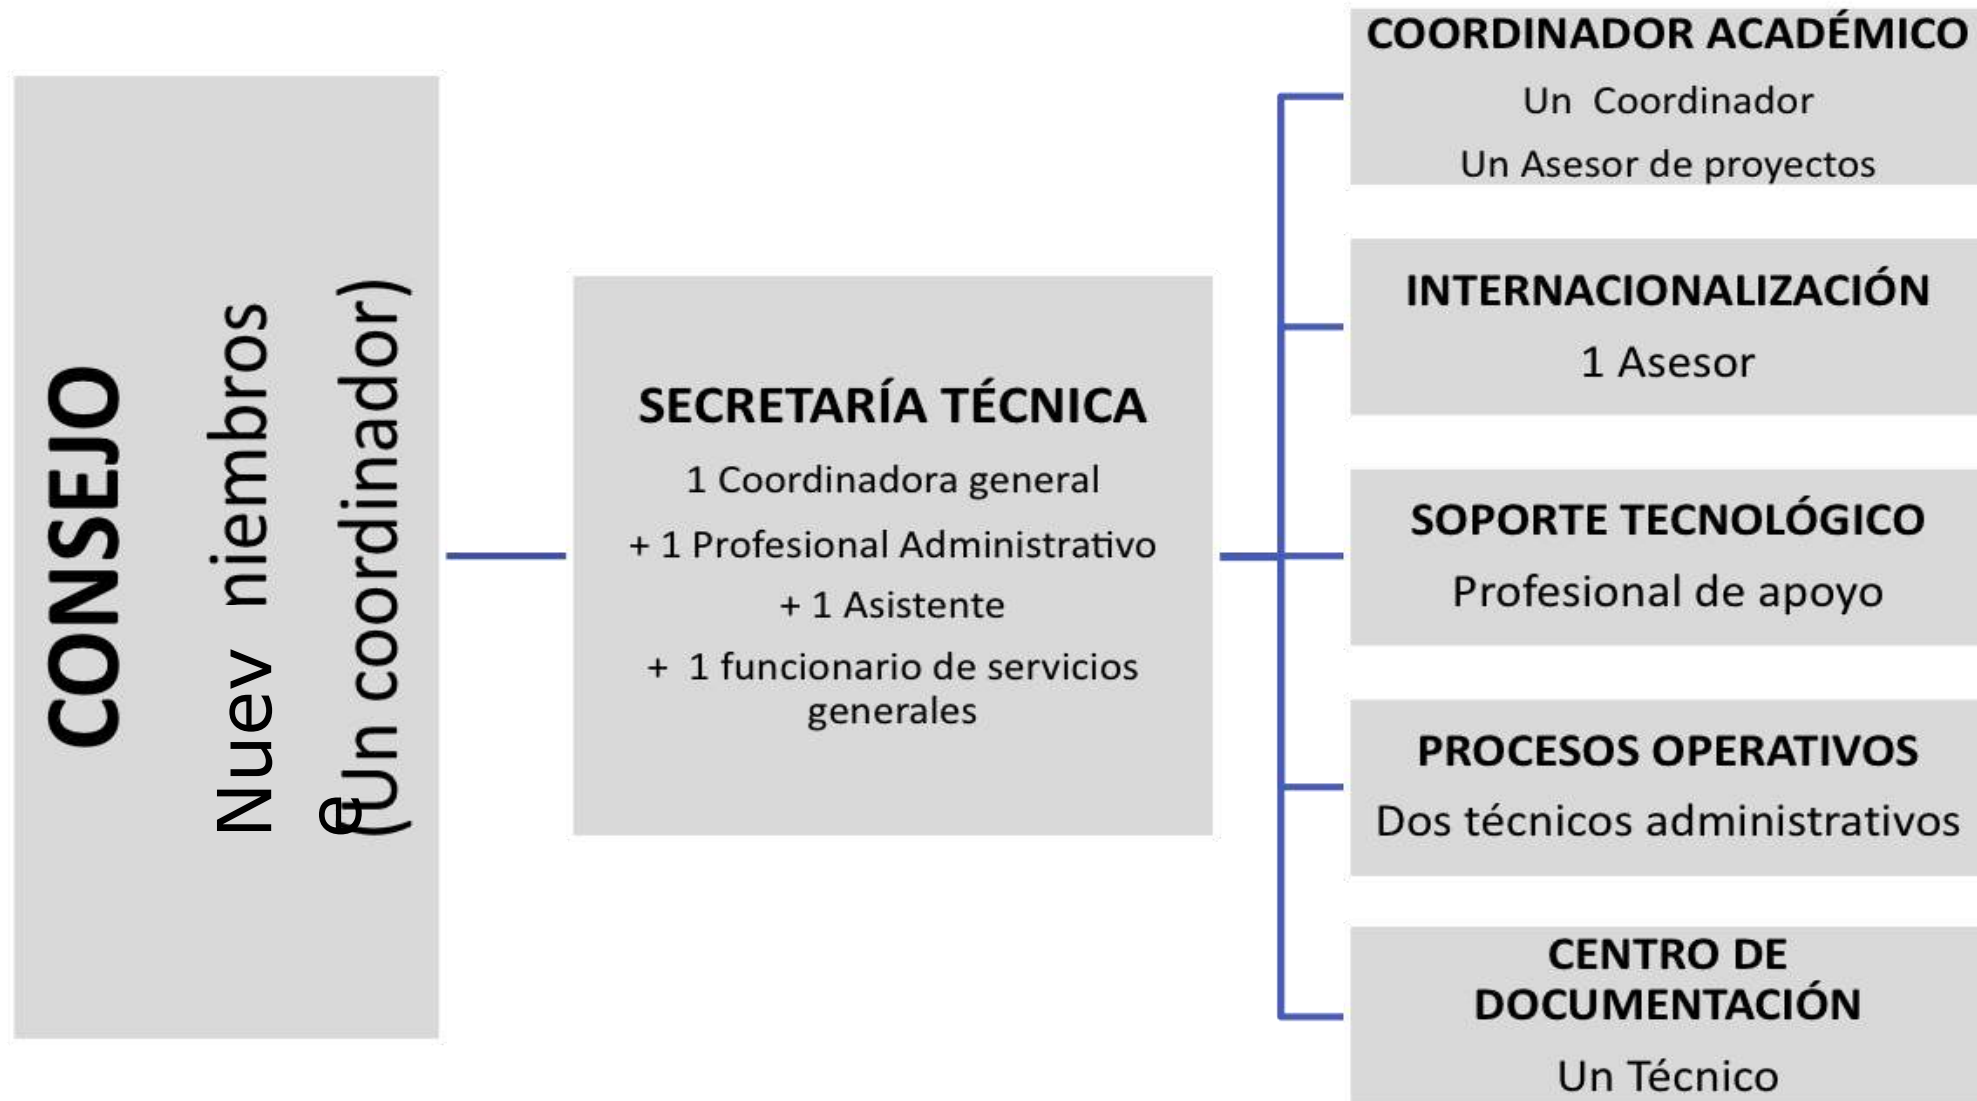 CONSEJO
Nuev niembros
e
(Un coordinador)
SECRETARÍA TÉCNICA
1 Coordinadora general
+ 1 Profesional Administrativo
+ 1 Asistente
+ 1 funcionario de servicios
generales
COORDINADOR ACADÉMICO
Un Coordinador
Un Asesor de proyectos
INTERNACIONALIZACIÓN
1 Asesor
SOPORTE TECNOLÓGICO
Profesional de apoyo
PROCESOS OPERATIVOS
Dos técnicos administrativos
CENTRO DE
DOCUMENTACIÓN
Un Técnico